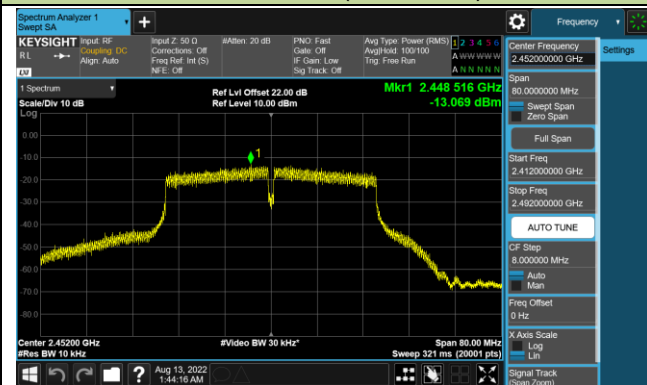 Spectrum Analyzer 1
Swept SA
Frequency
KEYSIGHT
Input: RF
Coupling: DC
Align: Auto
Input Z: 50 Ω
Corrections: Off
Freq Ref: Int (S)
NFE: Off
#Atten: 20 dB
PNO: Fast
Gate: Off
IF Gain: Low
Sig Track: Off
Avg Type: Power (RMS)
Avg|Hold: 100/100
Trig: Free Run
1 2 3 4 5 6
A W W W W W
A N N N N N
R L
LXI
1 Spectrum
Scale/Div 10 dB
Log
Ref Lvl Offset 22.00 dB
Ref Level 10.00 dBm
Mkr1 2.448 516 GHz
-13.069 dBm
1
0.00
-10.0
-20.0
-30.0
-40.0
-50.0
-60.0
-70.0
-80.0
Center 2.45200 GHz
#Res BW 10 kHz
#Video BW 30 kHz*
Span 80.00 MHz
Sweep 321 ms (20001 pts)
Aug 13, 2022
1:44:16 AM
Center Frequency
2.452000000 GHz
Settings
Span
80.0000000 MHz
Swept Span
Zero Span
Full Span
Start Freq
2.412000000 GHz
Stop Freq
2.492000000 GHz
AUTO TUNE
CF Step
8.000000 MHz
Auto
Man
Freq Offset
0 Hz
X Axis Scale
Log
Lin
Signal Track
(Span Zoom)